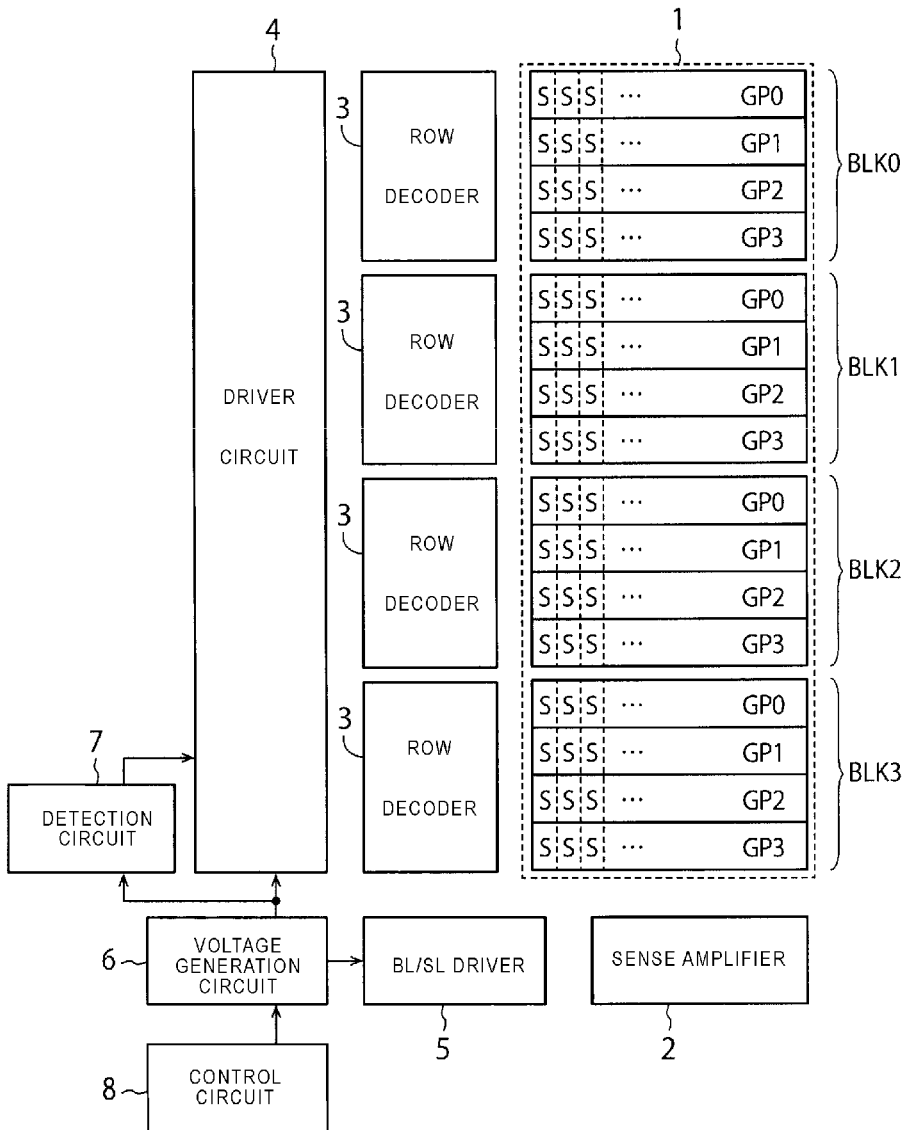 4
1
3
ROW
DECODER
S S S ... GP0
S S S ... GP1
S S S ... GP2
S S S ... GP3
BLK0
3
ROW
DECODER
S S S ... GP0
S S S ... GP1
S S S ... GP2
S S S ... GP3
BLK1
DRIVER
CIRCUIT
3
ROW
DECODER
S S S ... GP0
S S S ... GP1
S S S ... GP2
S S S ... GP3
BLK2
3
ROW
DECODER
S S S ... GP0
S S S ... GP1
S S S ... GP2
S S S ... GP3
BLK3
7
DETECTION
CIRCUIT
6
VOLTAGE
GENERATION
CIRCUIT
BL/SL DRIVER
5
SENSE AMPLIFIER
2
8
CONTROL
CIRCUIT